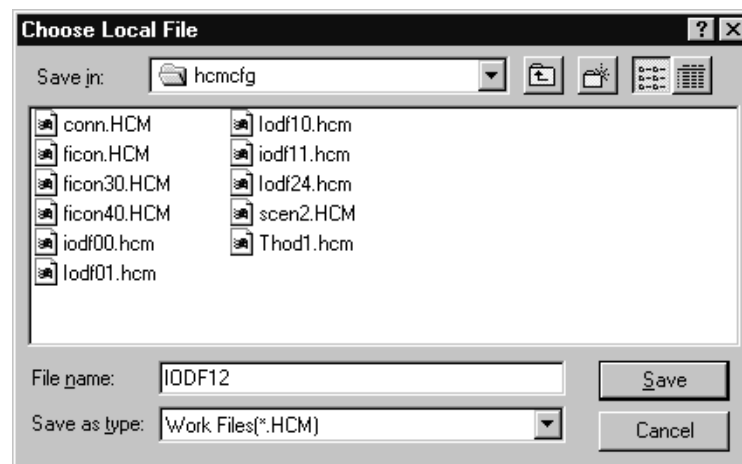 Choose Local File
Save in: hcmcfg
conn.HCM
ficon.HCM
ficon30.HCM
ficon40.HCM
iodf00.hcm
Iodf01.hcm
Iodf10.hcm
iodf11.hcm
Iodf24.hcm
scen2.HCM
Thod1.hcm
File name: IODF12
Save
Save as type: Work Files(*.HCM)
Cancel